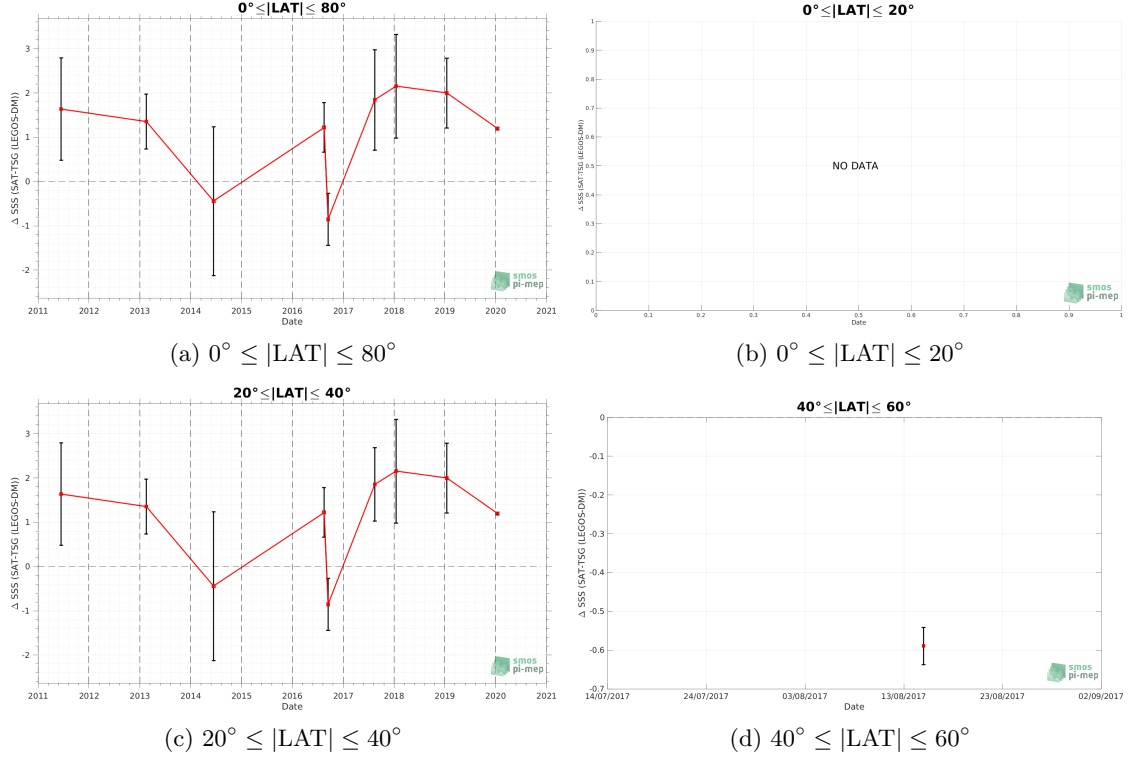 0°≤|LAT|≤ 80°
Δ SSS (SAT-TSG (LEGOS-DM))
3
2
1
0
-1
-2
2011 2012 2013 2014 2015 2016 2017 2018 2019 2020 2021
Date
smos
pi-mep
(a) 0° ≤ |LAT| ≤ 80°
0°≤|LAT|≤ 20°
Δ SSS (SAT-TSG (LEGOS-DM))
1
0.9
0.8
0.7
0.6
0.5
0.4
0.3
0.2
0.1
0
NO DATA
0 0.1 0.2 0.3 0.4 0.5 0.6 0.7 0.8 0.9 1
Date
smos
pi-mep
(b) 0° ≤ |LAT| ≤ 20°
20°≤|LAT|≤ 40°
Δ SSS (SAT-TSG (LEGOS-DM))
3
2
1
0
-1
-2
2011 2012 2013 2014 2015 2016 2017 2018 2019 2020 2021
Date
smos
pi-mep
(c) 20° ≤ |LAT| ≤ 40°
40°≤|LAT|≤ 60°
Δ SSS (SAT-TSG (LEGOS-DM))
0
-0.1
-0.2
-0.3
-0.4
-0.5
-0.6
-0.7
14/07/2017 24/07/2017 03/08/2017 13/08/2017 23/08/2017 02/09/2017
Date
smos
pi-mep
(d) 40° ≤ |LAT| ≤ 60°